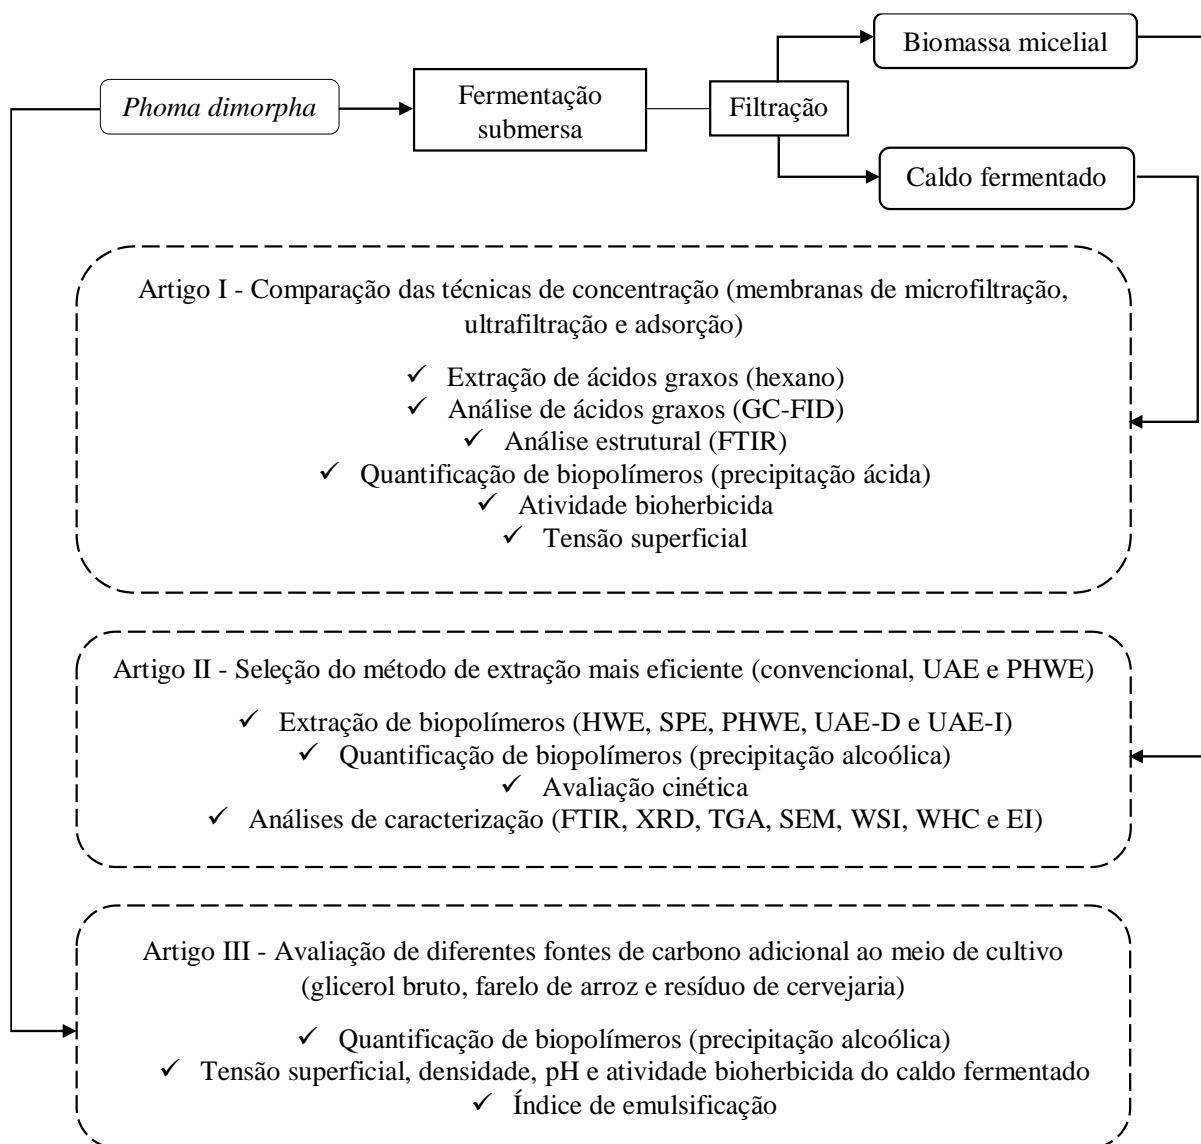 Biomassa micelial
Phoma dimorpha
Fermentação
submersa
Filtração
Caldo fermentado
Artigo I - Comparação das técnicas de concentração (membranas de microfiltração,
ultrafiltração e adsorção)
✓ Extração de ácidos graxos (hexano)
✓ Análise de ácidos graxos (GC-FID)
✓ Análise estrutural (FTIR)
✓ Quantificação de biopolímeros (precipitação ácida)
✓ Atividade bioherbicida
✓ Tensão superficial
Artigo II - Seleção do método de extração mais eficiente (convencional, UAE e PHWE)
✓ Extração de biopolímeros (HWE, SPE, PHWE, UAE-D e UAE-I)
✓ Quantificação de biopolímeros (precipitação alcoólica)
✓ Avaliação cinética
✓ Análises de caracterização (FTIR, XRD, TGA, SEM, WSI, WHC e EI)
Artigo III - Avaliação de diferentes fontes de carbono adicional ao meio de cultivo
(glicerol bruto, farelo de arroz e resíduo de cervejaria)
✓ Quantificação de biopolímeros (precipitação alcoólica)
✓ Tensão superficial, densidade, pH e atividade bioherbicida do caldo fermentado
✓ Índice de emulsificação